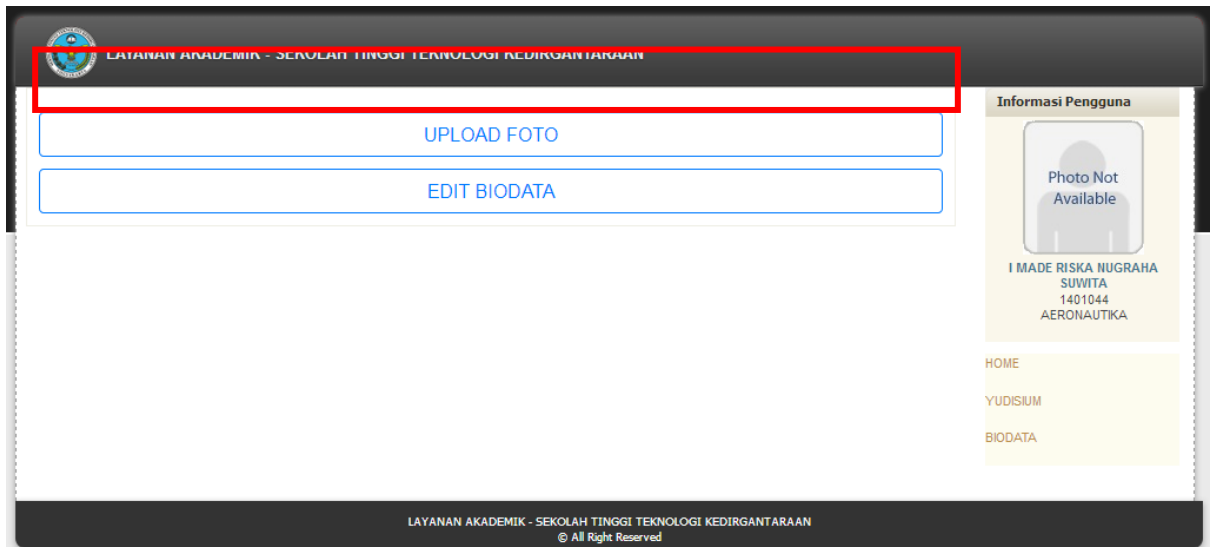 LAYANAN AKADEMIK - SEKOLAH TINGGI TEKNOLOGI KEDIRGANTARAAN
UPLOAD FOTO
EDIT BIODATA
Informasi Pengguna
Photo Not
Available
I MADE RISKA NUGRAHA
SUWITA
1401044
AERONAUTIKA
HOME
YUDISIUM
BIODATA
LAYANAN AKADEMIK - SEKOLAH TINGGI TEKNOLOGI KEDIRGANTARAAN
© All Right Reserved